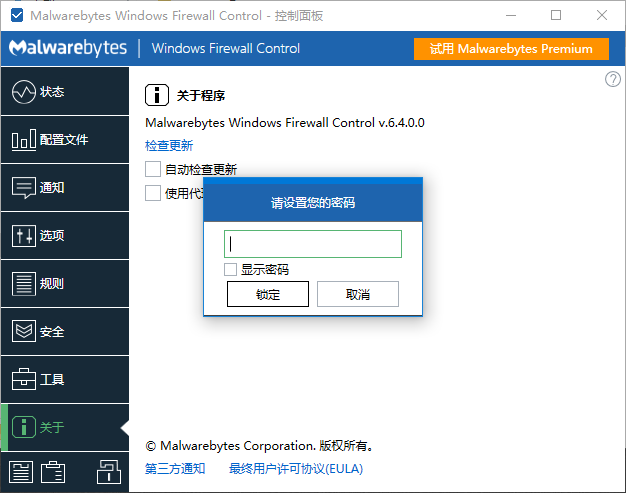 Malwarebytes Windows Firewall Control - 控制面板
Malwarebytes | Windows Firewall Control
试用 Malwarebytes Premium
状态
配置文件
通知
选项
规则
安全
工具
关于
关于程序
Malwarebytes Windows Firewall Control v.6.4.0.0
检查更新
自动检查更新
使用代理
请设置您的密码
显示密码
锁定 取消
© Malwarebytes Corporation. 版权所有。
第三方通知 最终用户许可协议(EULA)